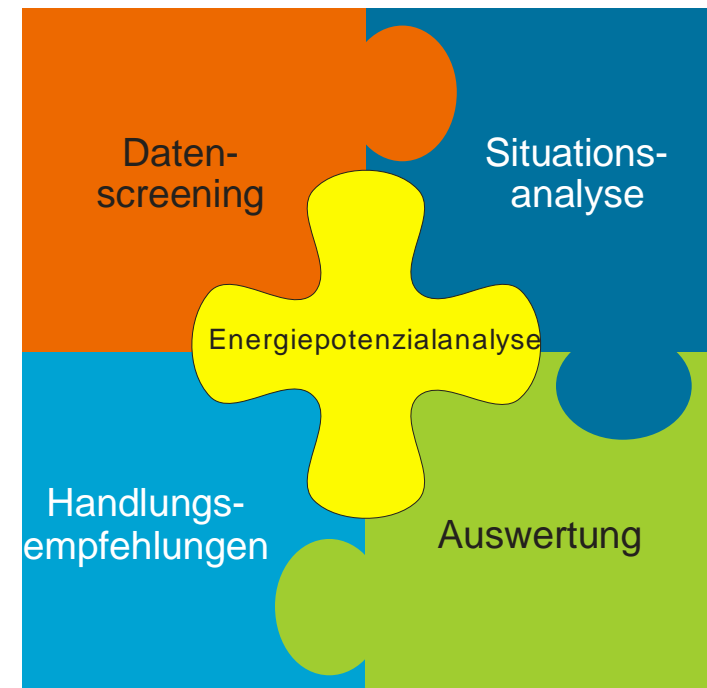 Daten-
screening
Situations-
analyse
Energiepotenzialanalyse
Handlungs-
empfehlungen
Auswertung